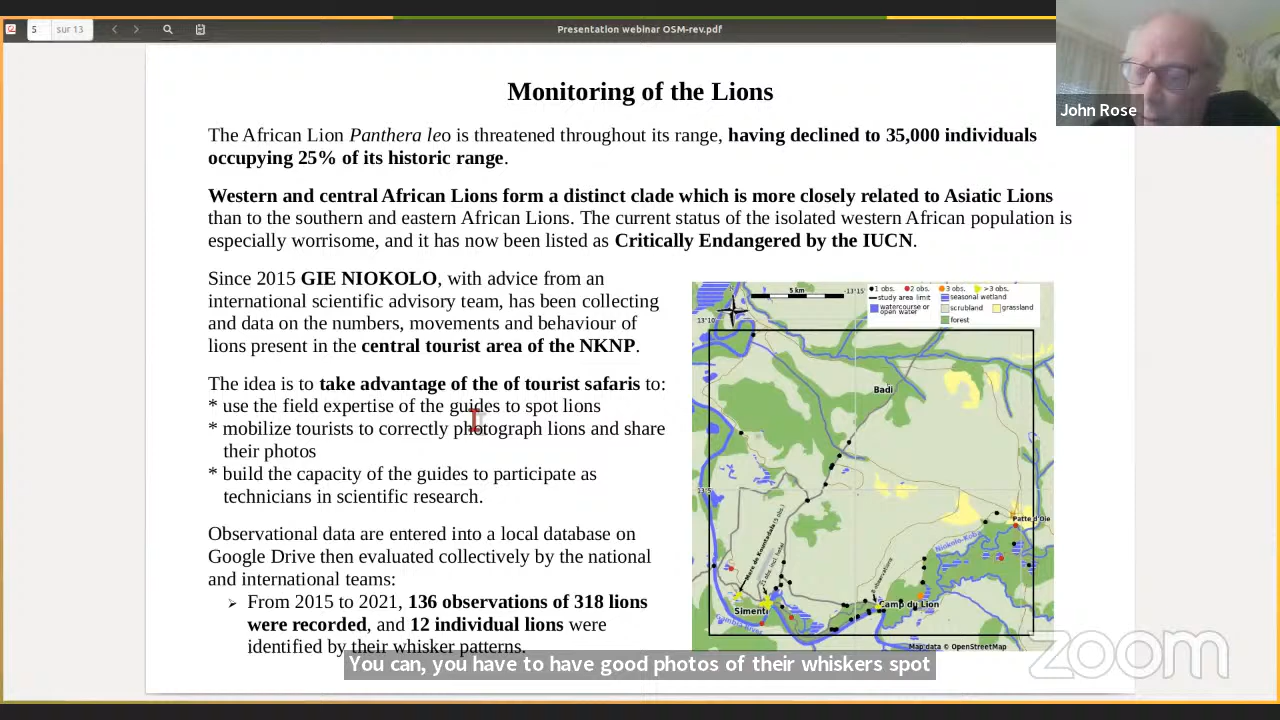 5
sur 13
Presentation webinar OSM-rev.pdf
John Rose
Monitoring of the Lions
The African Lion Panthera leo is threatened throughout its range, having declined to 35,000 individuals
occupying 25% of its historic range.
Western and central African Lions form a distinct clade which is more closely related to Asiatic Lions
than to the southern and eastern African Lions. The current status of the isolated western African population is
especially worrisome, and it has now been listed as Critically Endangered by the IUCN.
Since 2015 GIE NIOKOLO, with advice from an
international scientific advisory team, has been collecting
and data on the numbers, movements and behaviour of
lions present in the central tourist area of the NKNP.
The idea is to take advantage of the of tourist safaris to:
* use the field expertise of the guides to spot lions
* mobilize tourists to correctly photograph lions and share
their photos
* build the capacity of the guides to participate as
technicians in scientific research.
Observational data are entered into a local database on
Google Drive then evaluated collectively by the national
and international teams:
➢ From 2015 to 2021, 136 observations of 318 lions
were recorded, and 12 individual lions were
identified by their whisker patterns.
5 km
-13°15'
1 obs.
2 obs.
3 obs.
>3 obs.
study area limit
seasonal wetland
watercourse or
open water
scrubland
grassland
forest
13°10'
Badi
13°5'
Patte d'Oie
Niokolo-Koba
Camp du Lion
Simenti
Gambia River
Map data © OpenStreetMap
zoom
You can, you have to have good photos of their whiskers spot